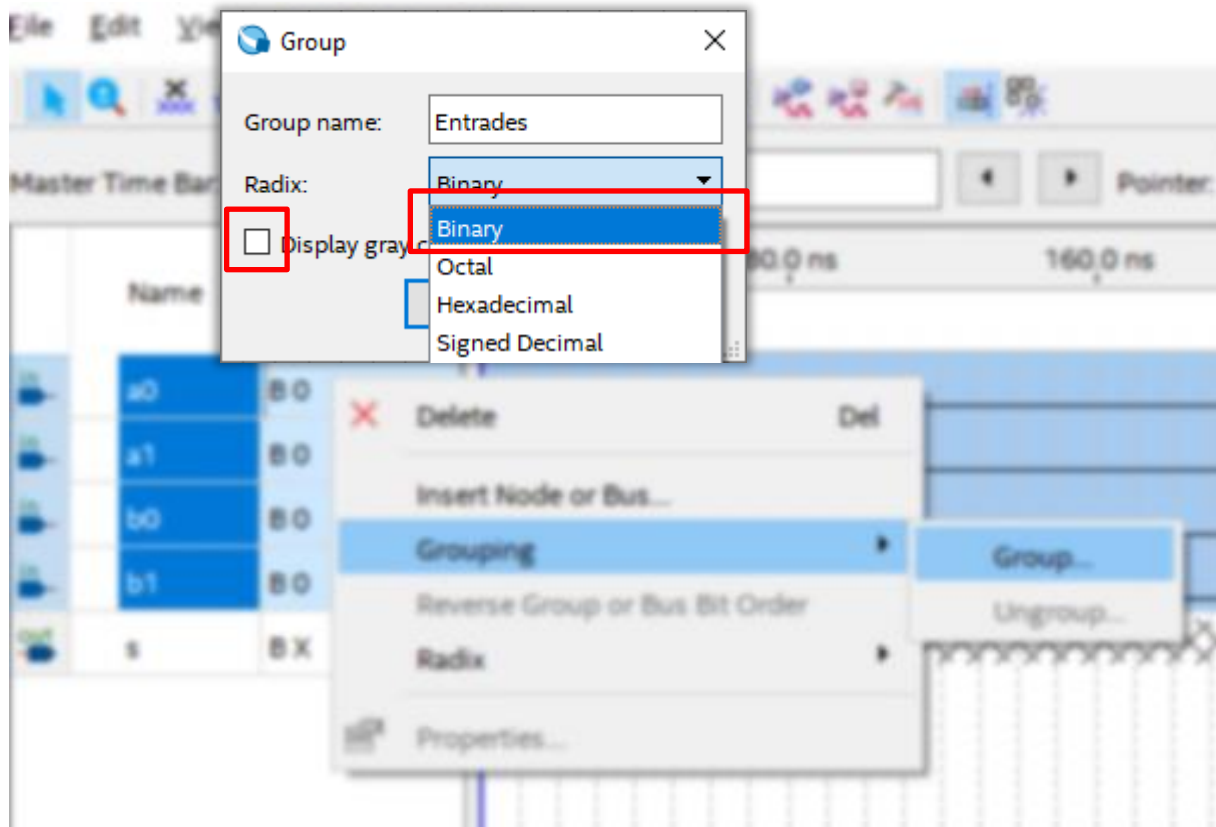 File Edit Vie
Group
Group name: Entrades
Master Time Bar
Radix: Binary
Pointer:
Display gray c
Binary
Octal
Hexadecimal
Signed Decimal
80.0 ns
160.0 ns
Name
a0 B 0
a1 B 0
b0 B 0
b1 B 0
s B X
Delete Del
Insert Node or Bus...
Grouping
Group...
Reverse Group or Bus Bit Order
Ungroup...
Radix
Properties...